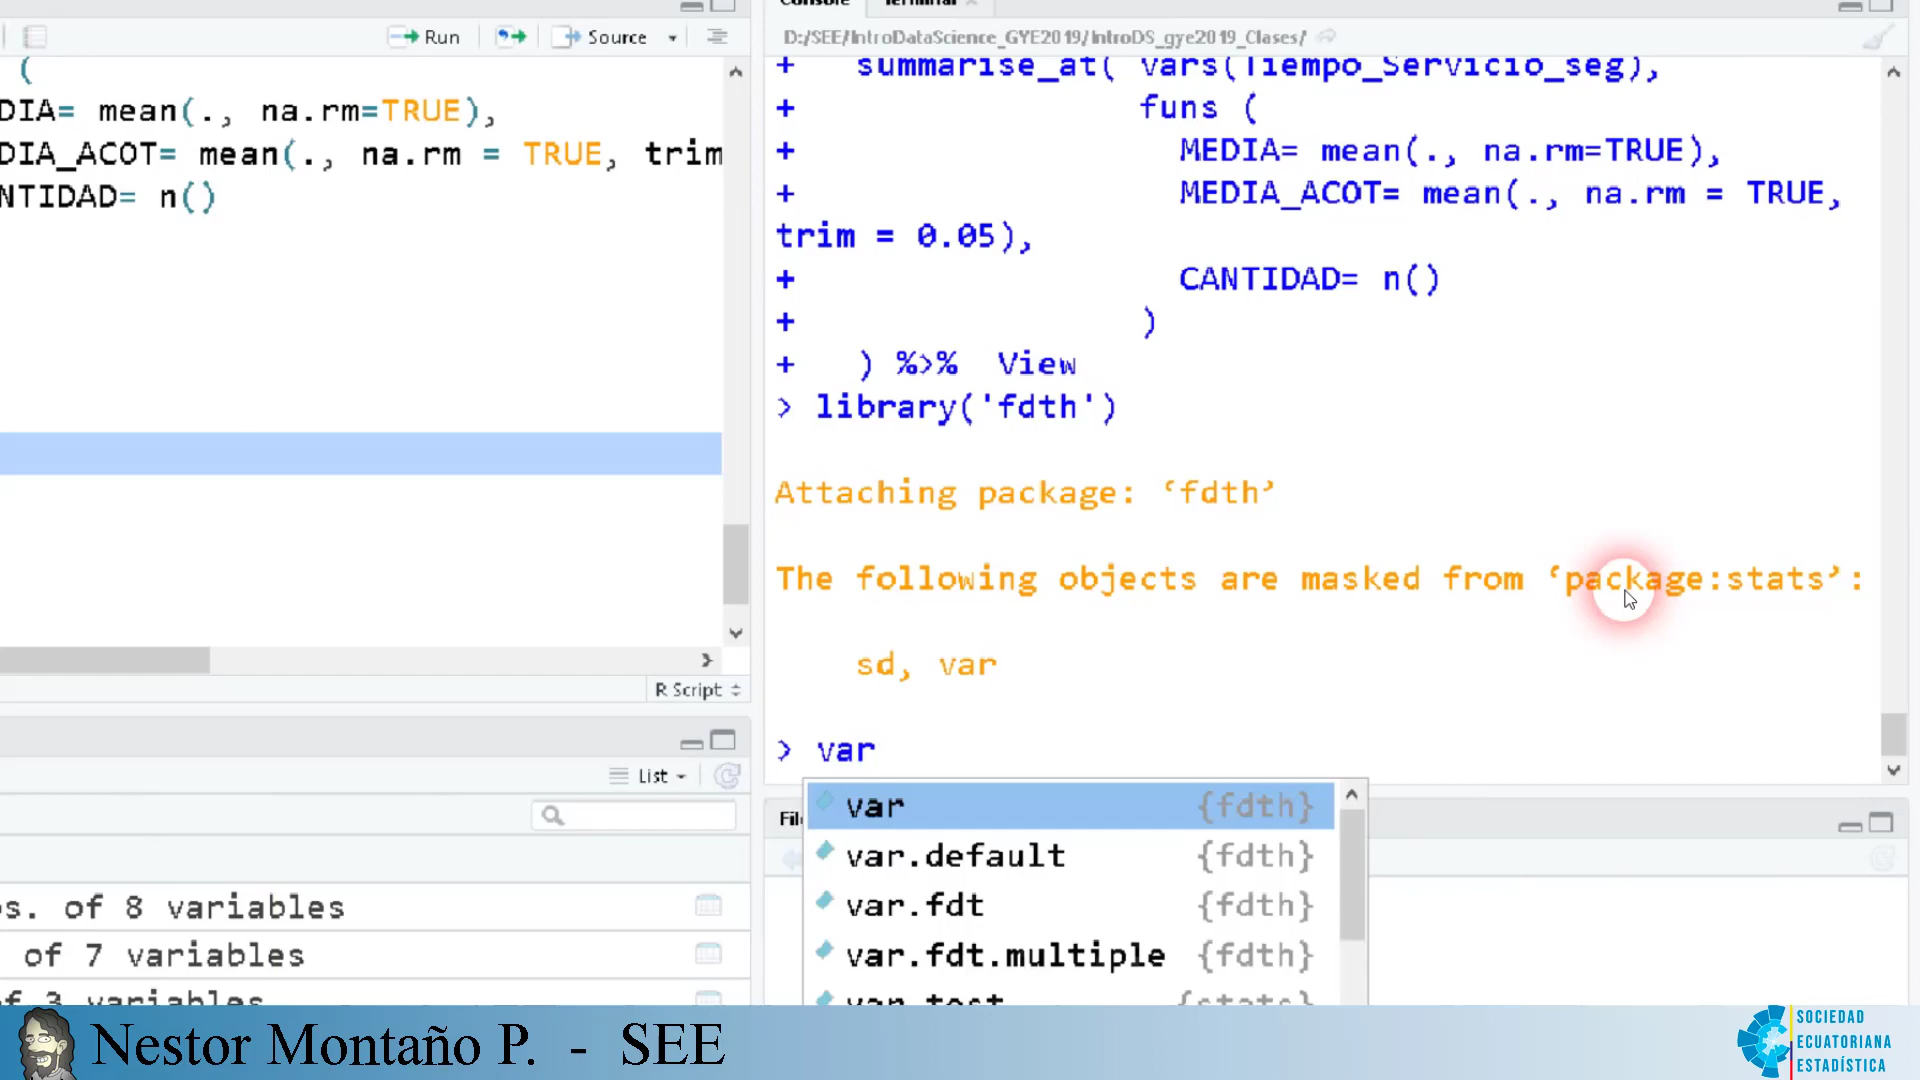 Console Terminal
Run
Source
D:/SEE/IntroDataScience_GYE2019/IntroDS_gye2019_Clases/
(
DIA= mean(., na.rm=TRUE),
DIA_ACOT= mean(., na.rm = TRUE, trim
NTIDAD= n()
R Script
List
s. of 8 variables
of 7 variables
f 3 variables
+ summarise_at( vars(Tiempo_Servicio_seg),
+ funs (
+ MEDIA= mean(., na.rm=TRUE),
+ MEDIA_ACOT= mean(., na.rm = TRUE,
trim = 0.05),
+ CANTIDAD= n()
+ )
+ ) %>% View
> library('fdth')
Attaching package: ‘fdth’
The following objects are masked from ‘package:stats’:
sd, var
> var
var {fdth}
var.default {fdth}
var.fdt {fdth}
var.fdt.multiple {fdth}
var.test {stats}
Nestor Montaño P. - SEE
SOCIEDAD
ECUATORIANA
ESTADÍSTICA